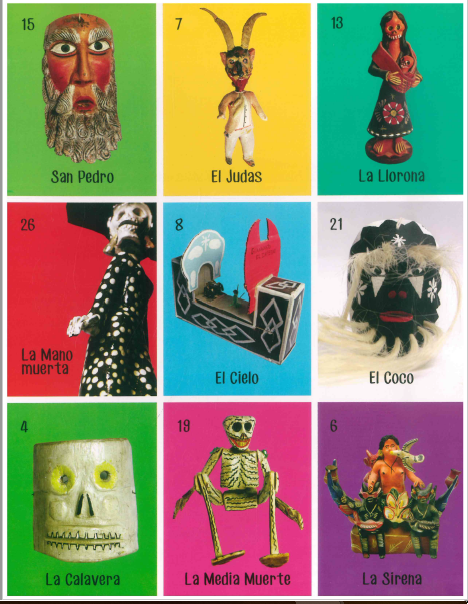 15
San Pedro
7
El Judas
13
La Llorona
26
La Mano
muerta
8
El Cielo
21
El Coco
4
La Calavera
19
La Media Muerte
6
La Sirena